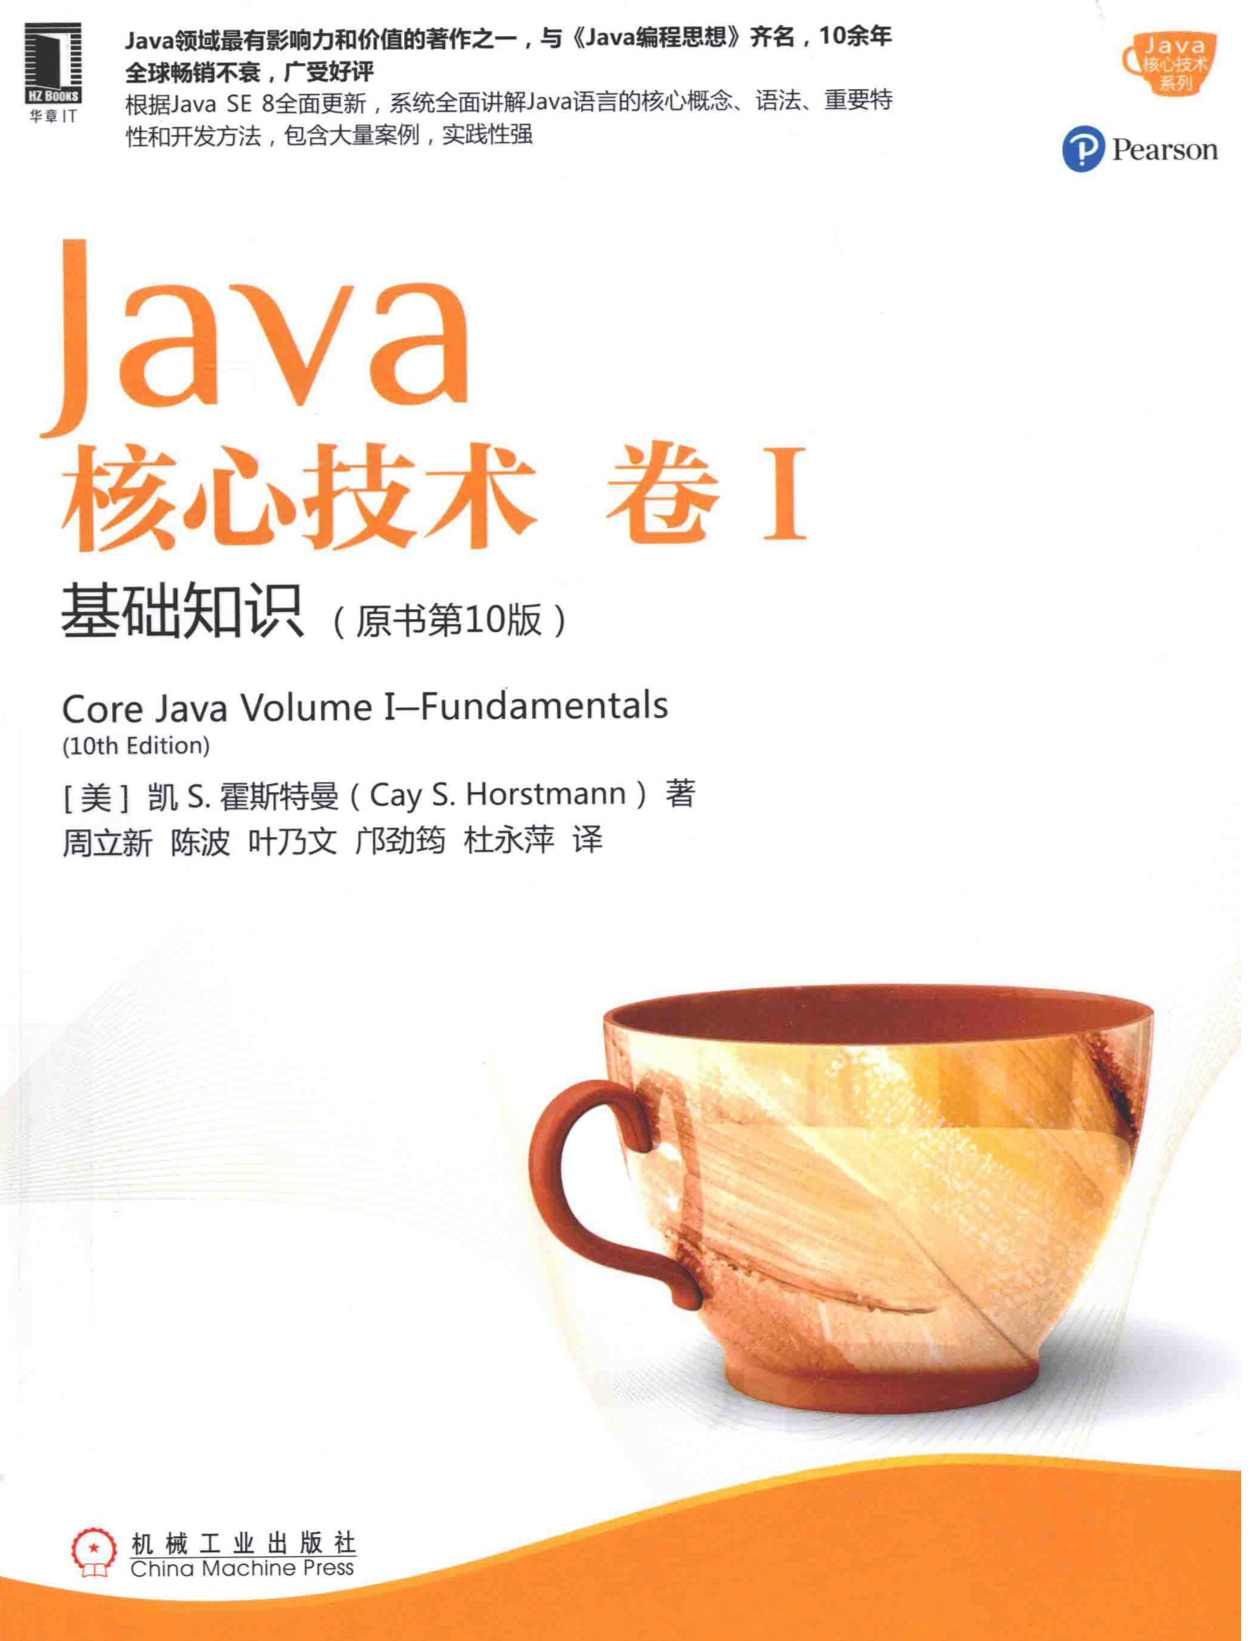 Java领域最有影响力和价值的著作之一，与《Java编程思想》齐名，10余年
全球畅销不衰，广受好评
根据Java SE 8全面更新，系统全面讲解Java语言的核心概念、语法、重要特
性和开发方法，包含大量案例，实践性强
HZ BOOKS
华章IT
Java
核心技术
系列
Pearson
Java
核心技术 卷 I
基础知识（原书第10版）
Core Java Volume I—Fundamentals
(10th Edition)
[美] 凯 S. 霍斯特曼（Cay S. Horstmann）著
周立新 陈波 叶乃文 邝劲筠 杜永萍 译
机械工业出版社
China Machine Press